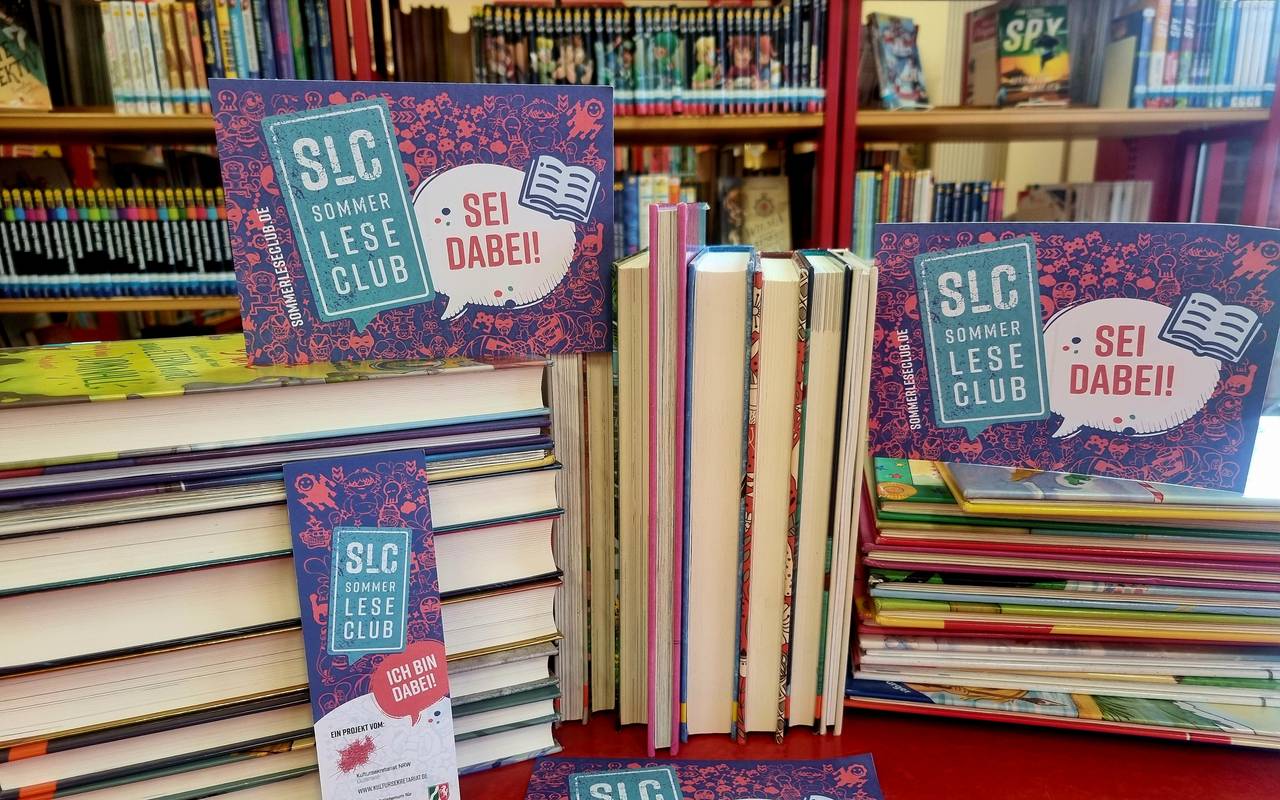 SPY
SLC
SOMMER
LESE
CLUB
SEI
DABEI!
SOMMERLESECLUB.DE
SLC
SOMMER
LESE
CLUB
SEI
DABEI!
SOMMERLESECLUB.DE
SLC
SOMMER
LESE
CLUB
ICH BIN
DABEI!
EIN PROJEKT VOM:
Kultursekretariat NRW
Gütersloh
WWW.KULTURSEKRETARIAT.DE
SLC